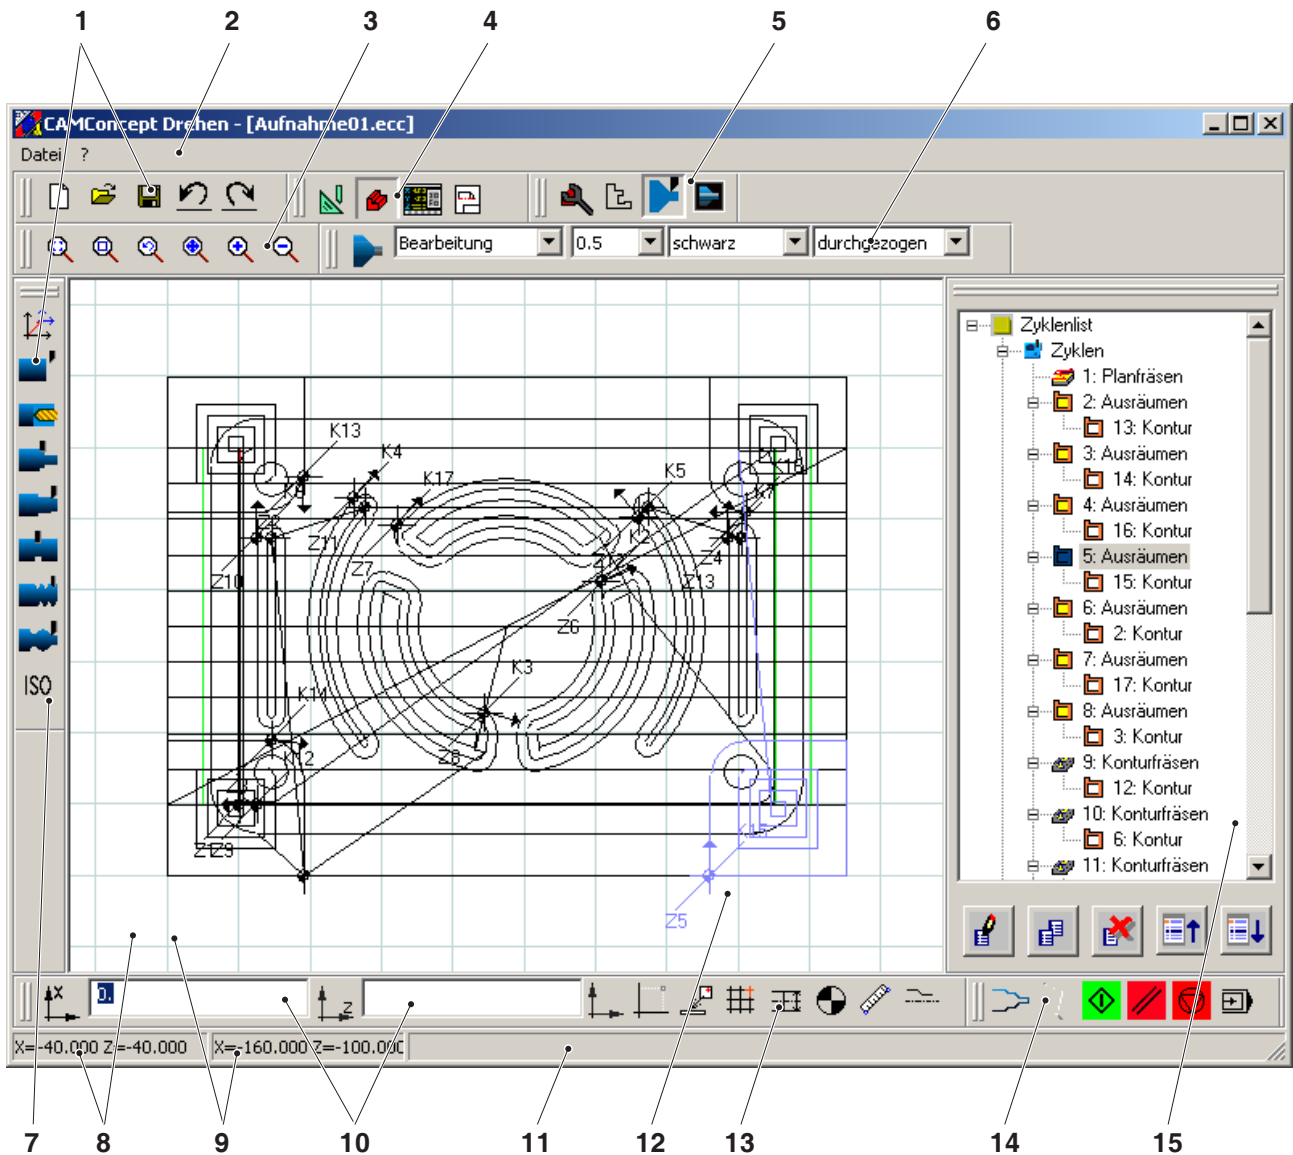 1 2 3 4 5 6
CAMConcept Drehen - [Aufnahme01.ecc]
Datei ?
Bearbeitung 0.5 schwarz durchgezogen
ISO
K13
K4
K17
K5
K7
Z11
Z7
Z10
Z4
Z13
Z6
K3
K14
Z8
Z5
Zyklenlist
Zyklen
1: Planfräsen
2: Ausräumen
13: Kontur
3: Ausräumen
14: Kontur
4: Ausräumen
16: Kontur
5: Ausräumen
15: Kontur
6: Ausräumen
2: Kontur
7: Ausräumen
17: Kontur
8: Ausräumen
3: Kontur
9: Konturfräsen
12: Kontur
10: Konturfräsen
6: Kontur
11: Konturfräsen
X 0. Z
X=-40.000 Z=-40.000 X=-160.000 Z=-100.000
7 8 9 10 11 12 13 14 15